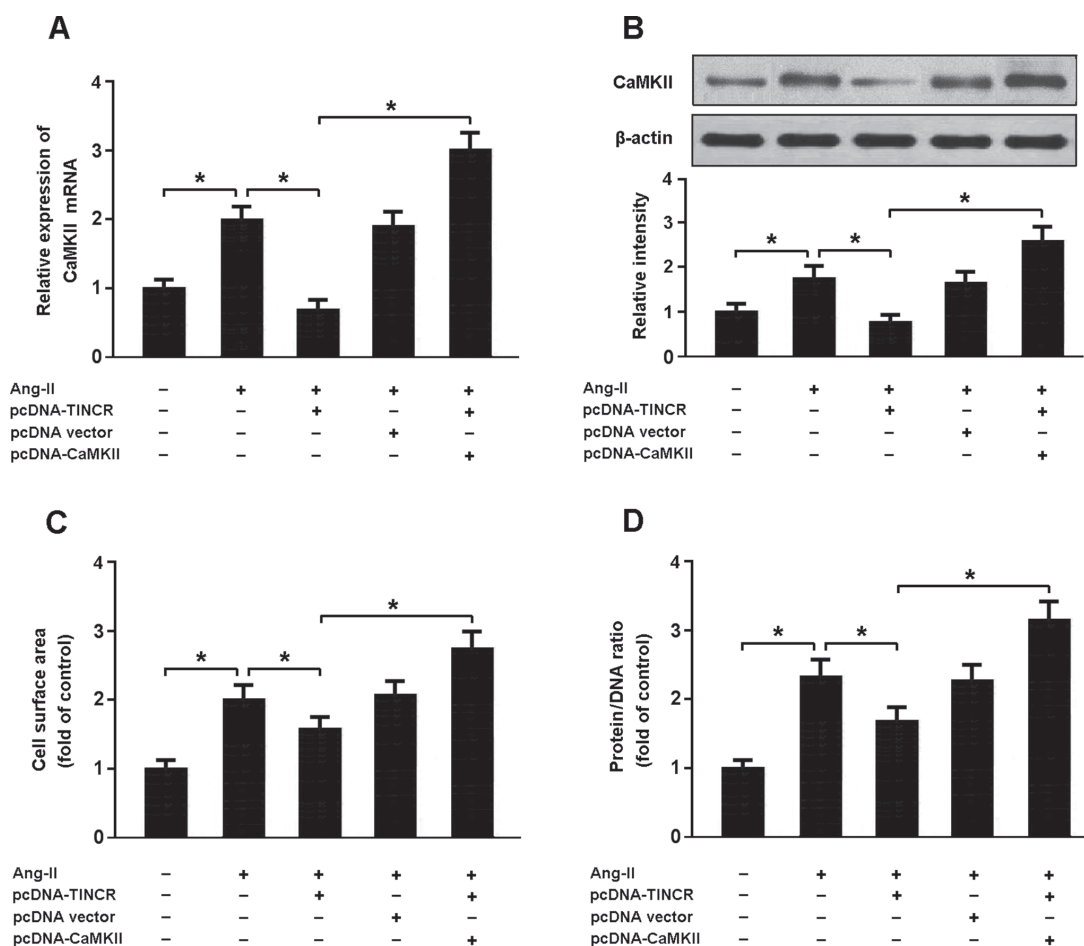 A
Relative expression of
CaMKII mRNA
4
3
2
1
0
* * *
Ang-II – + + + +
pcDNA-TINCR – – + – +
pcDNA vector – – – + –
pcDNA-CaMKII – – – – +
B
CaMKII
β-actin
Relative intensity
4
3
2
1
0
* * *
Ang-II – + + + +
pcDNA-TINCR – – + – +
pcDNA vector – – – + –
pcDNA-CaMKII – – – – +
C
Cell surface area
(fold of control)
4
3
2
1
0
* * *
Ang-II – + + + +
pcDNA-TINCR – – + – +
pcDNA vector – – – + –
pcDNA-CaMKII – – – – +
D
Protein/DNA ratio
(fold of control)
4
3
2
1
0
* * *
Ang-II – + + + +
pcDNA-TINCR – – + – +
pcDNA vector – – – + –
pcDNA-CaMKII – – – – +